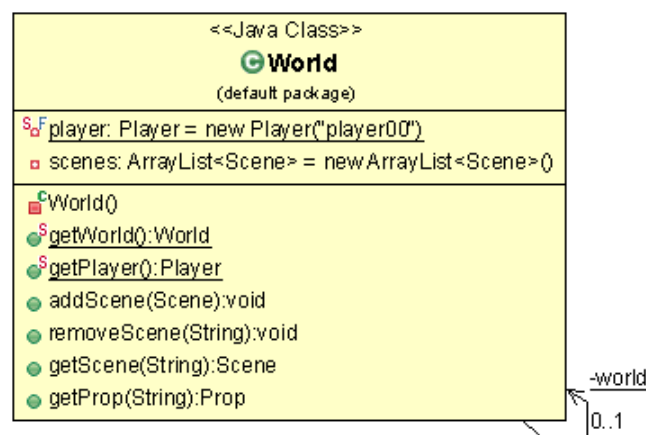 <<Java Class>>
C World
(default package)
S F player: Player = new Player("player00")
scenes: ArrayList<Scene> = new ArrayList<Scene>()
C World()
S getWorld():World
S getPlayer():Player
addScene(Scene):void
removeScene(String):void
getScene(String):Scene
getProp(String):Prop
-world
0..1